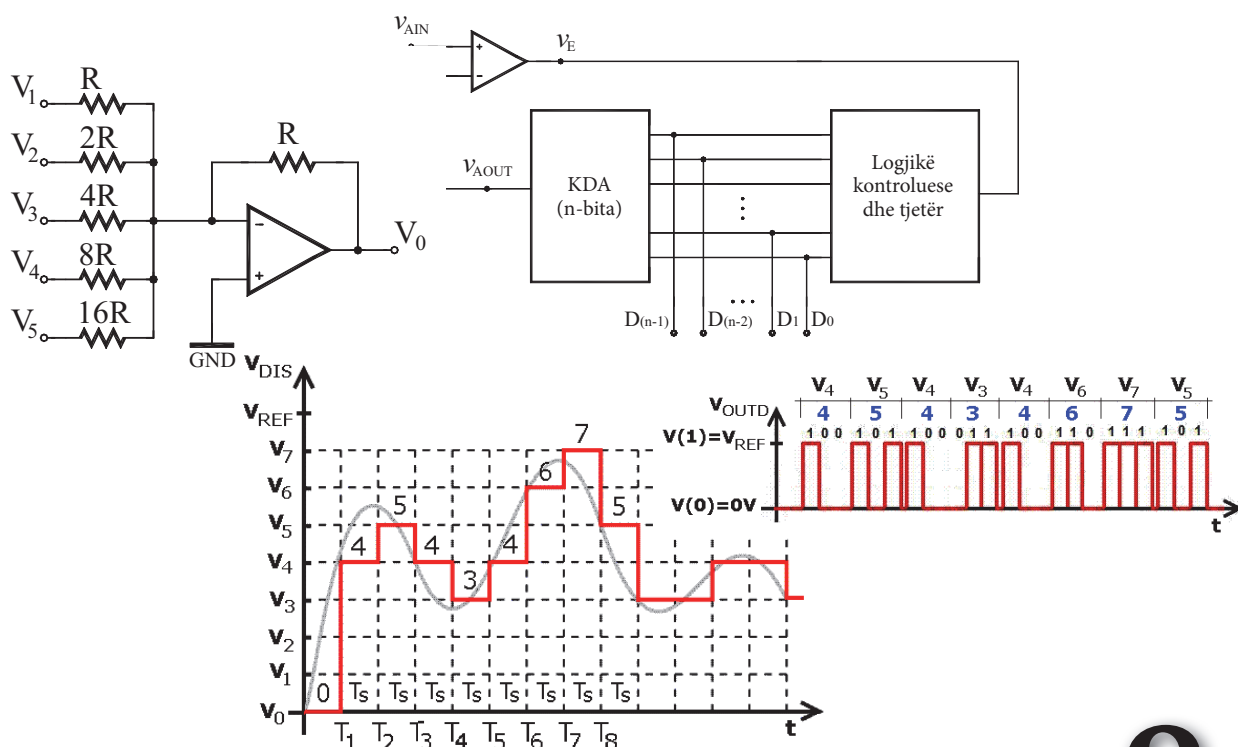 V1 R
V2 2R
V3 4R
V4 8R
V5 16R
R
-
+
V0
GND
vAIN
+
-
vE
vAOUT
KDA
(n-bita)
Logjikë
kontroluese
dhe tjetër
D(n-1) D(n-2) ... D1 D0
VDIS
VREF
V7
V6
V5
V4
V3
V2
V1
V0
0 4 5 4 3 4 6 7 5
Ts Ts Ts Ts Ts Ts Ts Ts
T1 T2 T3 T4 T5 T6 T7 T8
t
V4 V5 V4 V3 V4 V6 V7 V5
4 5 4 3 4 6 7 5
VOUTD
1 0 0 1 0 1 1 0 0 0 1 1 1 0 0 1 1 0 1 1 1 1 0 1
V(1)=VREF
V(0)=0V
t